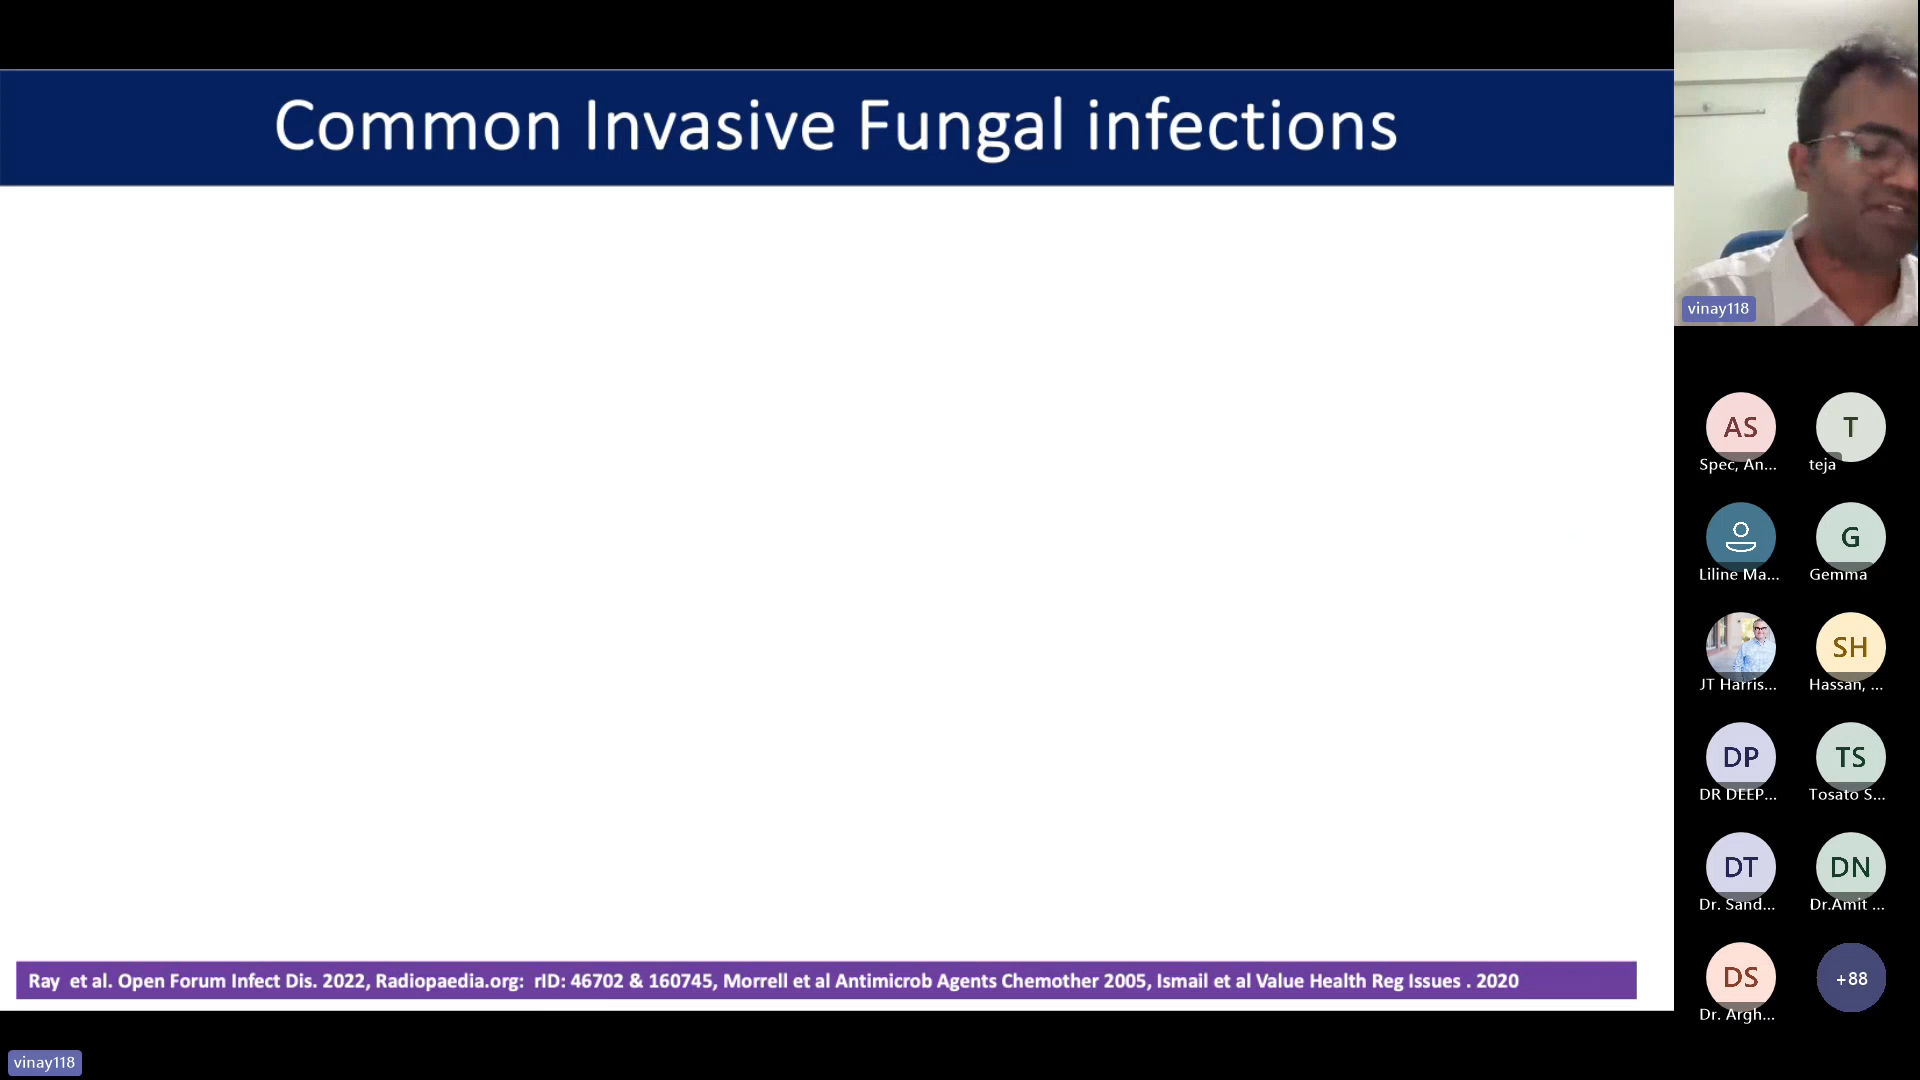 Common Invasive Fungal infections
Ray et al. Open Forum Infect Dis. 2022, Radiopaedia.org: rID: 46702 & 160745, Morrell et al Antimicrob Agents Chemother 2005, Ismail et al Value Health Reg Issues . 2020
vinay118
vinay118
AS
Spec, An...
T
teja
Liline Ma...
G
Gemma
JT Harris...
SH
Hassan, ...
DP
DR DEEP...
TS
Tosato S...
DT
Dr. Sand...
DN
Dr.Amit ...
DS
Dr. Argh...
+88